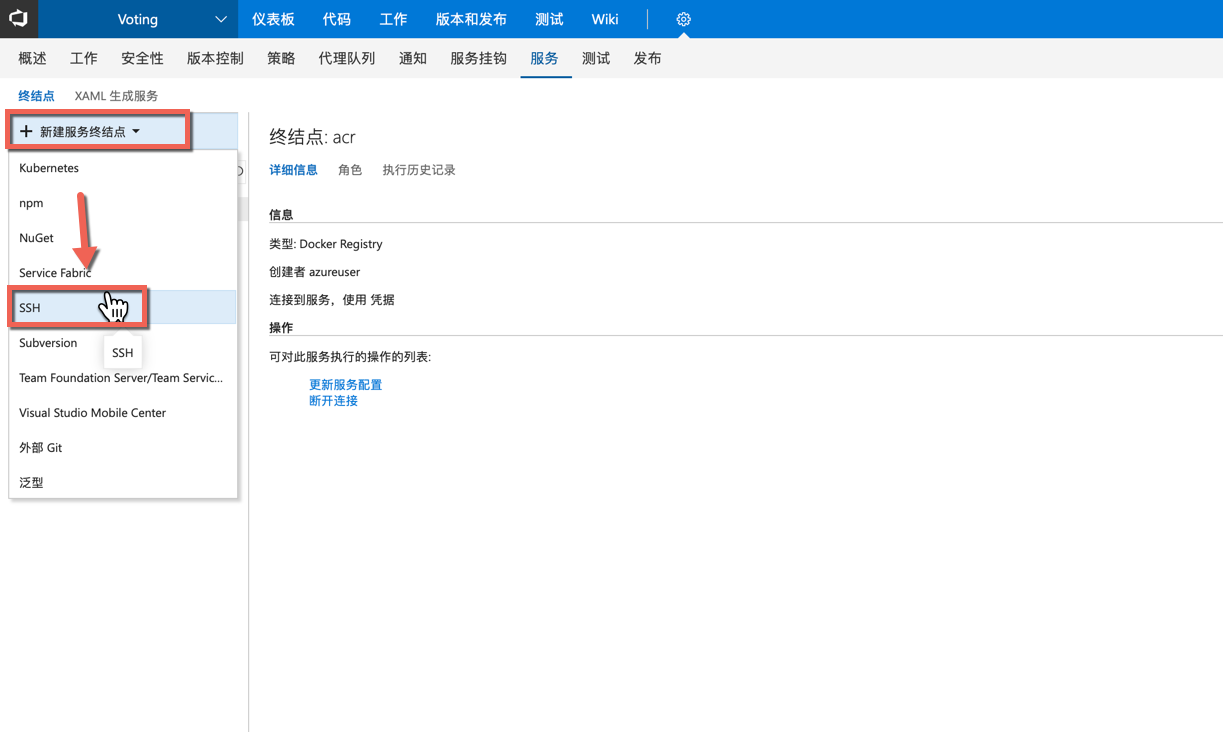 Voting 仪表板 代码 工作 版本和发布 测试 Wiki
概述 工作 安全性 版本控制 策略 代理队列 通知 服务挂钩 服务 测试 发布
终结点 XAML 生成服务
新建服务终结点
Kubernetes
npm
NuGet
Service Fabric
SSH
SSH
Subversion
Team Foundation Server/Team Servic...
Visual Studio Mobile Center
外部 Git
泛型
终结点: acr
详细信息 角色 执行历史记录
信息
类型: Docker Registry
创建者 azureuser
连接到服务，使用 凭据
操作
可对此服务执行的操作的列表:
更新服务配置
断开连接